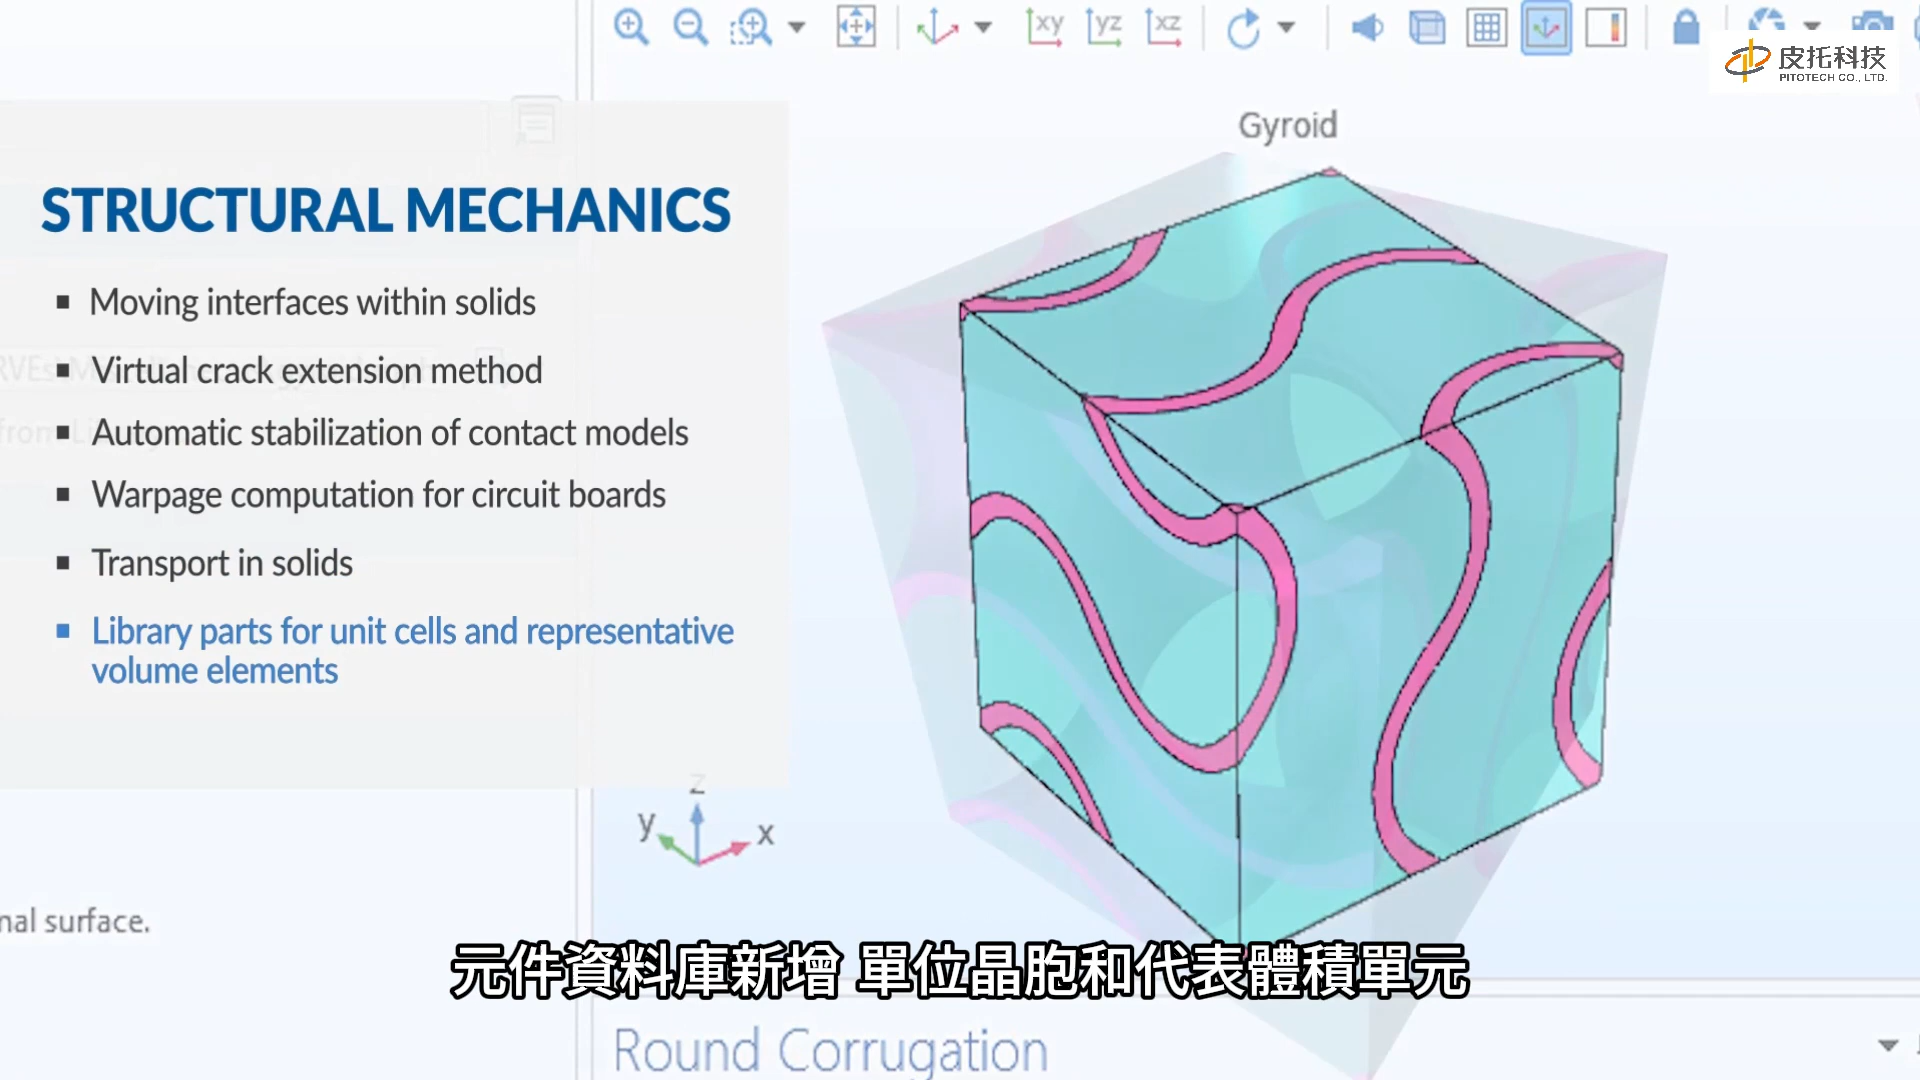 xy yz xz
皮托科技
PITOTECH CO., LTD.
Gyroid
STRUCTURAL MECHANICS
▪ Moving interfaces within solids
▪ Virtual crack extension method
▪ Automatic stabilization of contact models
▪ Warpage computation for circuit boards
▪ Transport in solids
▪ Library parts for unit cells and representative
volume elements
z
y
x
nal surface.
元件資料庫新增 單位晶胞和代表體積單元
Round Corrugation